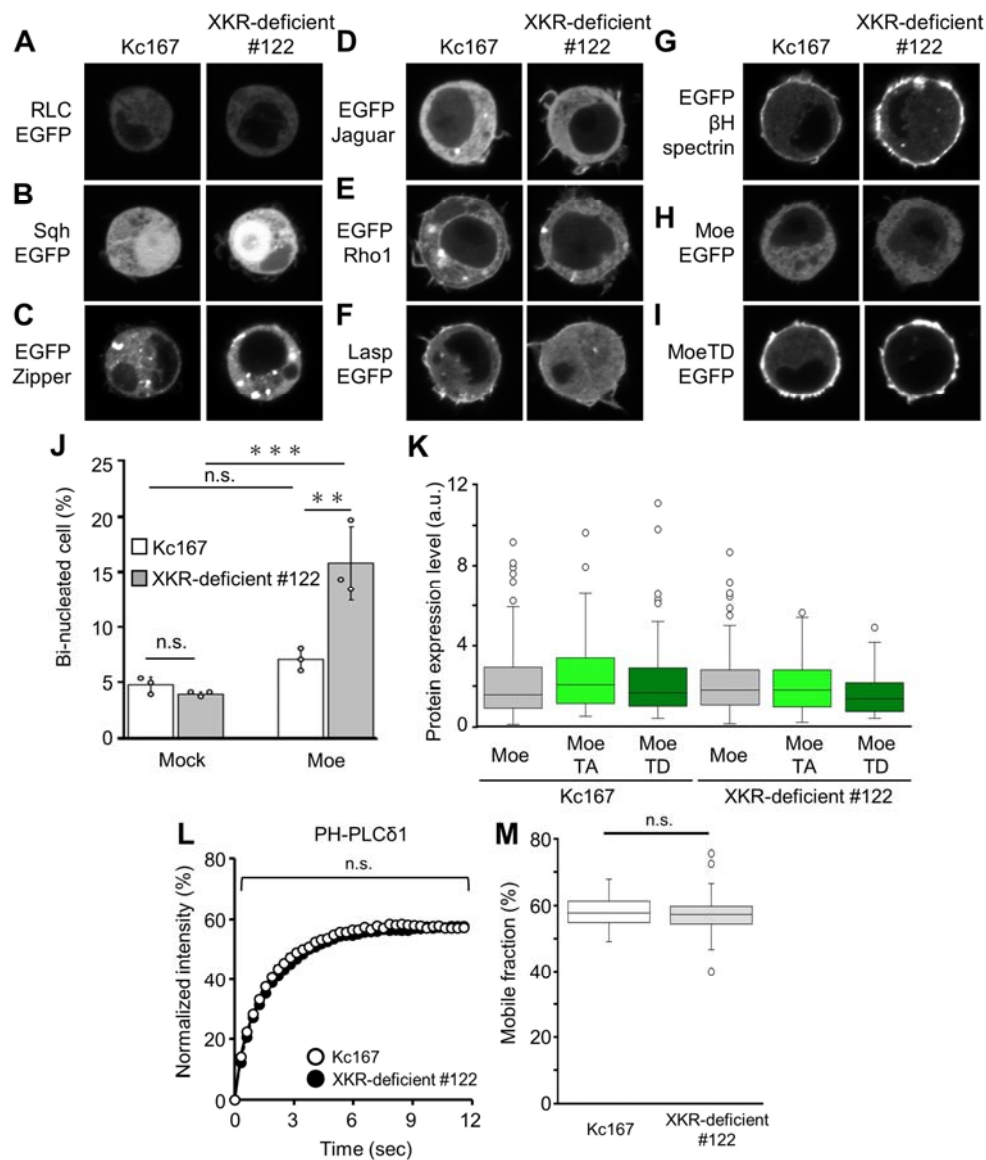 A
Kc167
XKR-deficient
#122
RLC
EGFP
B
Sqh
EGFP
C
EGFP
Zipper
D
Kc167
XKR-deficient
#122
EGFP
Jaguar
E
EGFP
Rho1
F
Lasp
EGFP
G
Kc167
XKR-deficient
#122
EGFP
βH
spectrin
H
Moe
EGFP
I
MoeTD
EGFP
J
Bi-nucleated cell (%)
25
20
15
10
5
0
n.s.
***
n.s.
**
Kc167
XKR-deficient #122
Mock
Moe
K
Protein expression level (a.u.)
12
8
4
0
Moe
Moe
TA
Moe
TD
Moe
Moe
TA
Moe
TD
Kc167
XKR-deficient #122
L
PH-PLCδ1
n.s.
Normalized intensity (%)
80
60
40
20
0
Kc167
XKR-deficient #122
0 3 6 9 12
Time (sec)
M
n.s.
Mobile fraction (%)
80
60
40
20
0
Kc167
XKR-deficient
#122